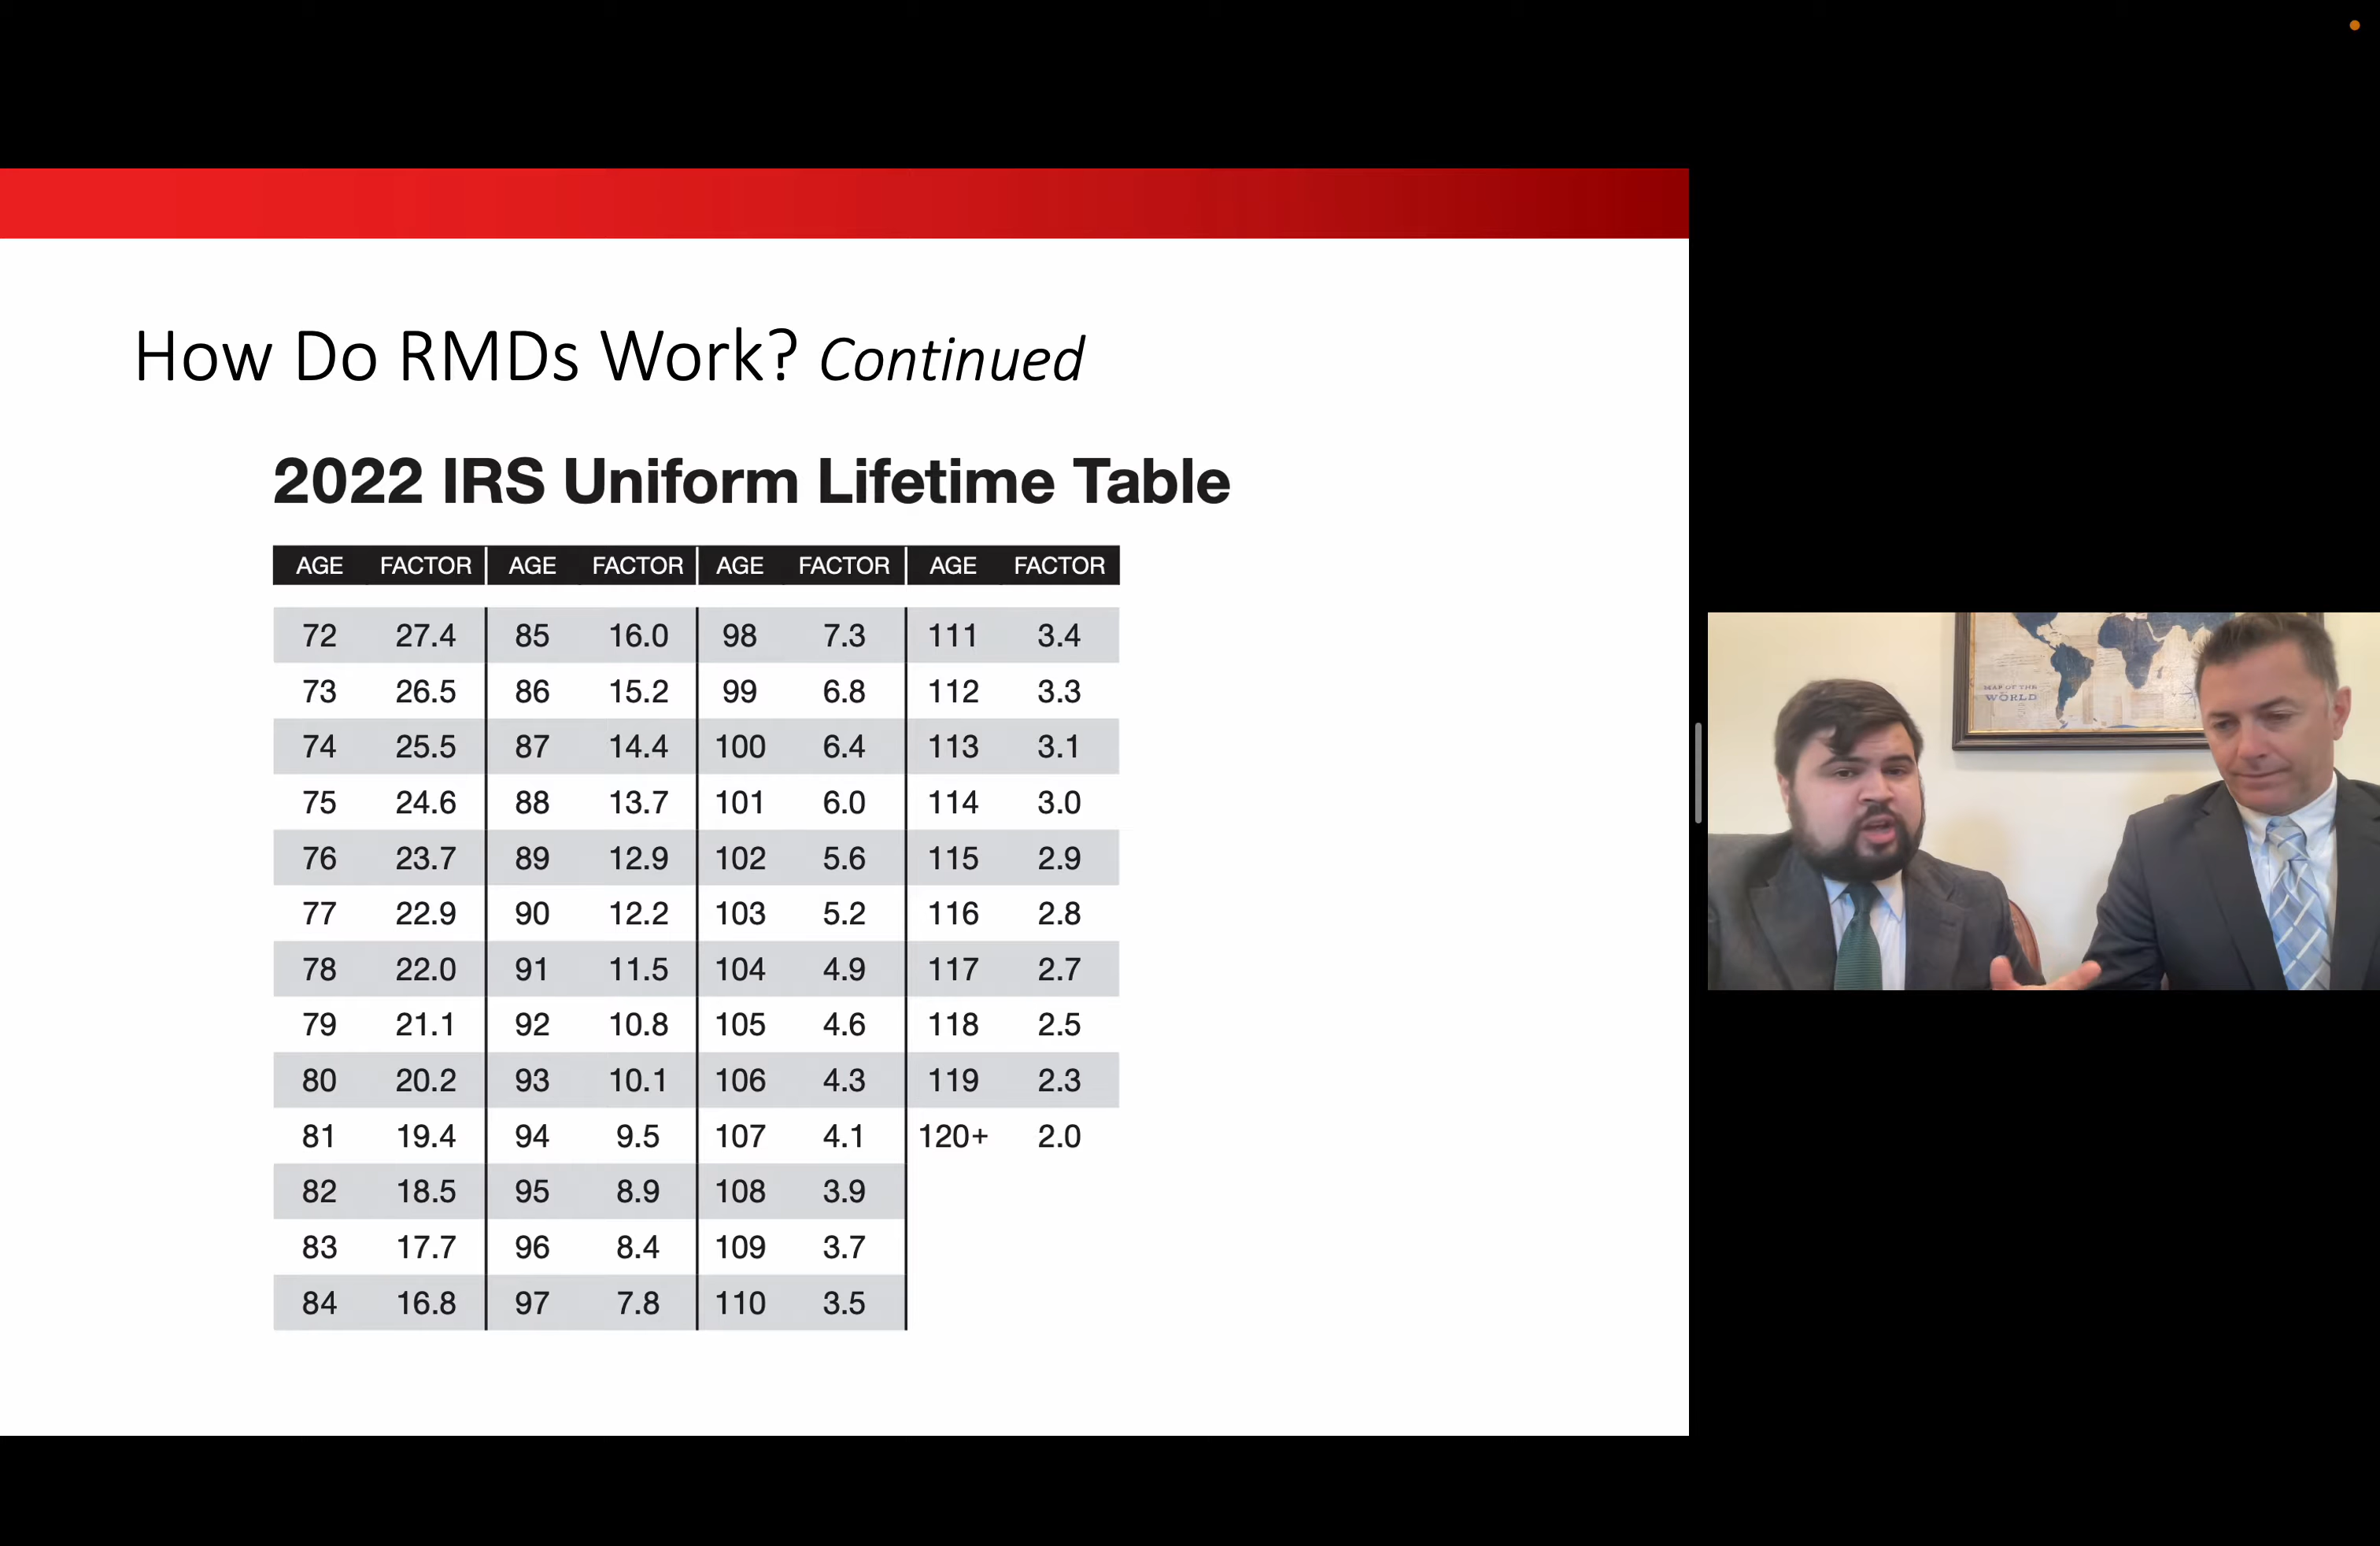 How Do RMDs Work? Continued
2022 IRS Uniform Lifetime Table
AGE FACTOR AGE FACTOR AGE FACTOR AGE FACTOR
72 27.4 85 16.0 98 7.3 111 3.4
73 26.5 86 15.2 99 6.8 112 3.3
74 25.5 87 14.4 100 6.4 113 3.1
75 24.6 88 13.7 101 6.0 114 3.0
76 23.7 89 12.9 102 5.6 115 2.9
77 22.9 90 12.2 103 5.2 116 2.8
78 22.0 91 11.5 104 4.9 117 2.7
79 21.1 92 10.8 105 4.6 118 2.5
80 20.2 93 10.1 106 4.3 119 2.3
81 19.4 94 9.5 107 4.1 120+ 2.0
82 18.5 95 8.9 108 3.9
83 17.7 96 8.4 109 3.7
84 16.8 97 7.8 110 3.5
MAP OF THE
WORLD